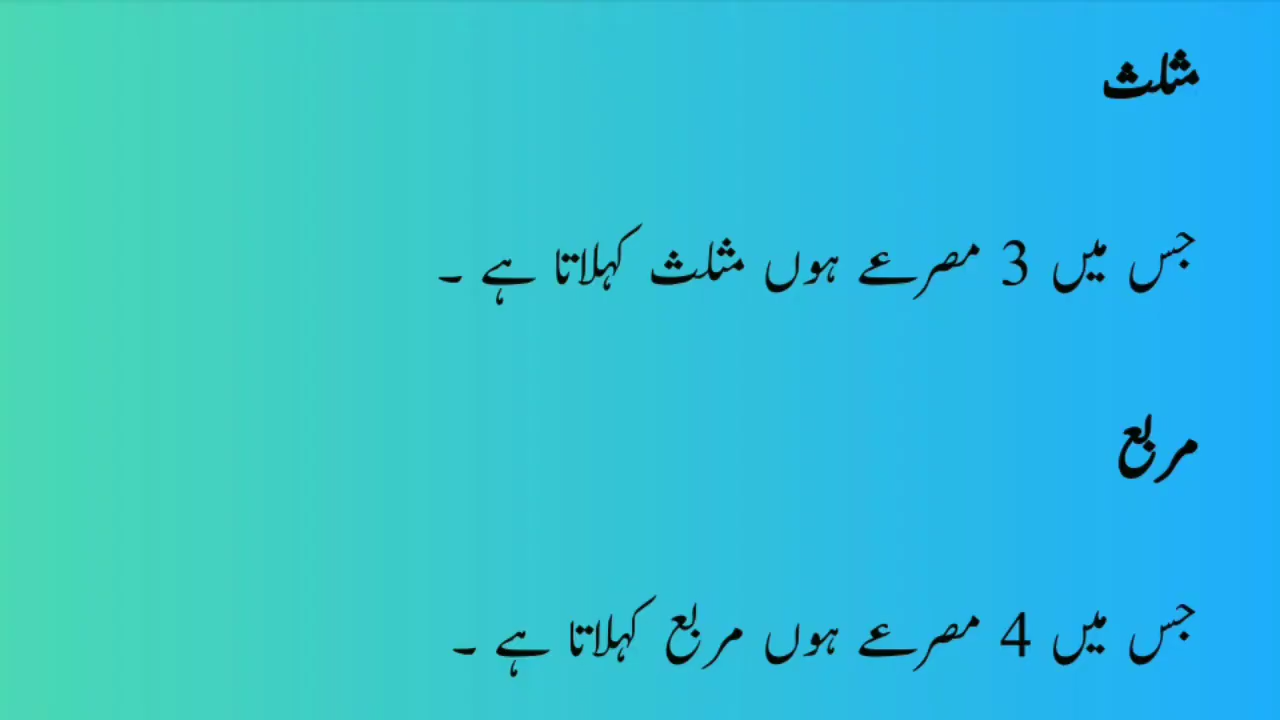 مثلث
جس میں 3 مصرعے ہوں مثلث کہلاتا ہے ۔
مربع
جس میں 4 مصرعے ہوں مربع کہلاتا ہے ۔